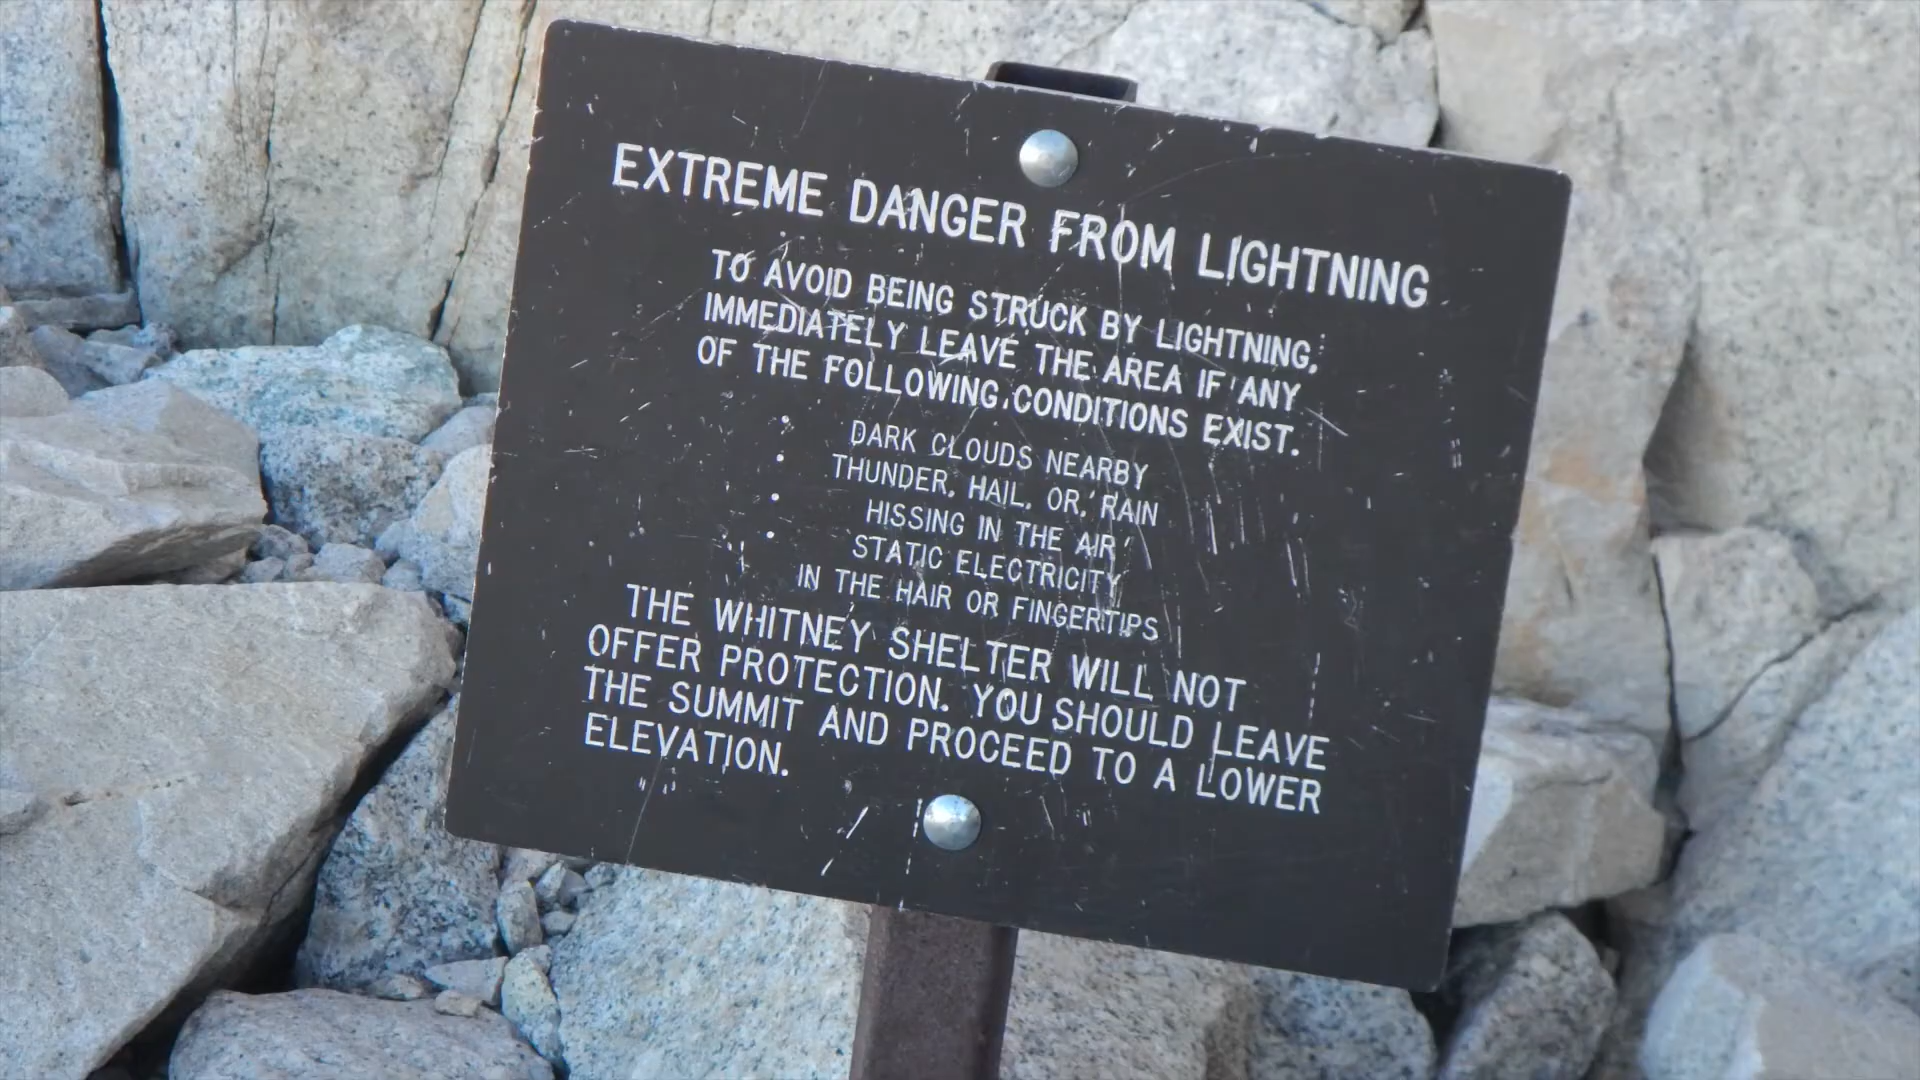 EXTREME DANGER FROM LIGHTNING
TO AVOID BEING STRUCK BY LIGHTNING,
IMMEDIATELY LEAVE THE AREA IF ANY
OF THE FOLLOWING CONDITIONS EXIST.
• DARK CLOUDS NEARBY
• THUNDER, HAIL, OR, RAIN
• HISSING IN THE AIR
• STATIC ELECTRICITY
IN THE HAIR OR FINGERTIPS
THE WHITNEY SHELTER WILL NOT
OFFER PROTECTION. YOU SHOULD LEAVE
THE SUMMIT AND PROCEED TO A LOWER
ELEVATION.